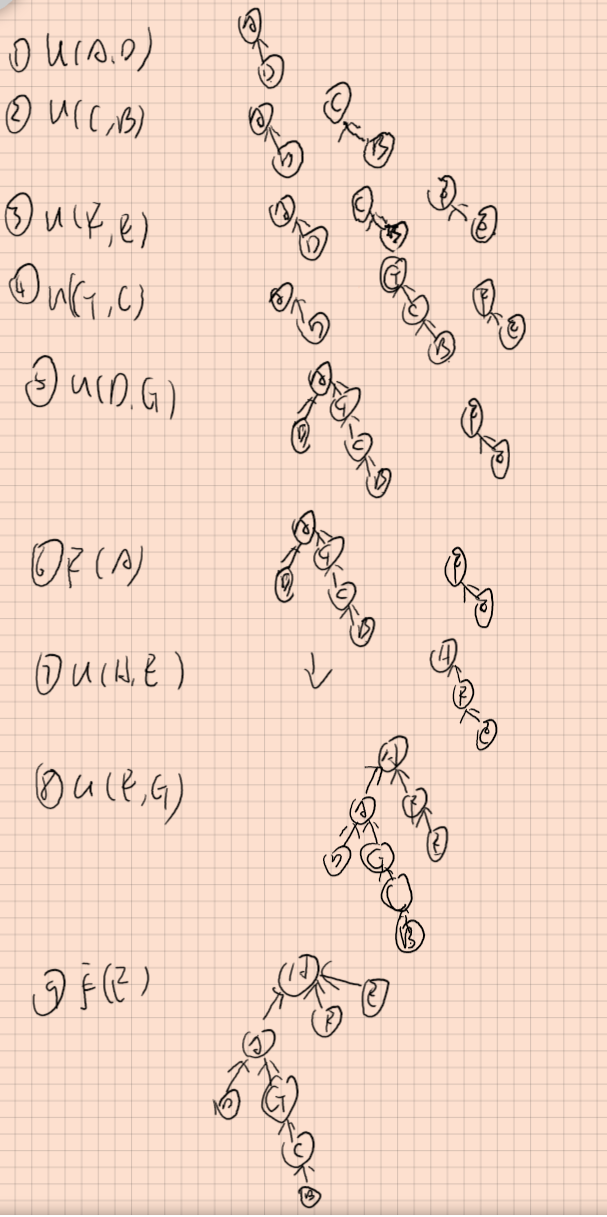 ① U(A,D)
A
D
② U(C,B)
A C
D B
③ U(F,E)
A C F
D B E
④ U(G,C)
A G F
D C E
B
⑤ U(D,G)
A
G F
D C E
B
⑥ F(A)
A
G F
D C E
B
⑦ U(H,E)
H
F
E
⑧ U(E,G)
H
A F
D G E
C
B
⑨ F(E)
H
E
F
A
D G
C
B